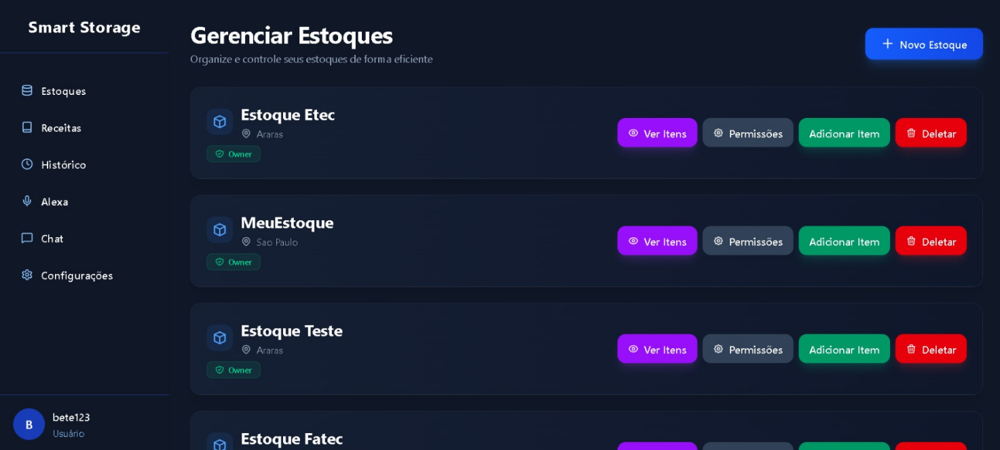 Smart Storage
Estoques
Receitas
Histórico
Alexa
Chat
Configurações
B
bete123
Usuário
Gerenciar Estoques
Organize e controle seus estoques de forma eficiente
Novo Estoque
Estoque Etec
Araras
Owner
Ver Itens
Permissões
Adicionar Item
Deletar
MeuEstoque
Sao Paulo
Owner
Ver Itens
Permissões
Adicionar Item
Deletar
Estoque Teste
Araras
Owner
Ver Itens
Permissões
Adicionar Item
Deletar
Estoque Fatec